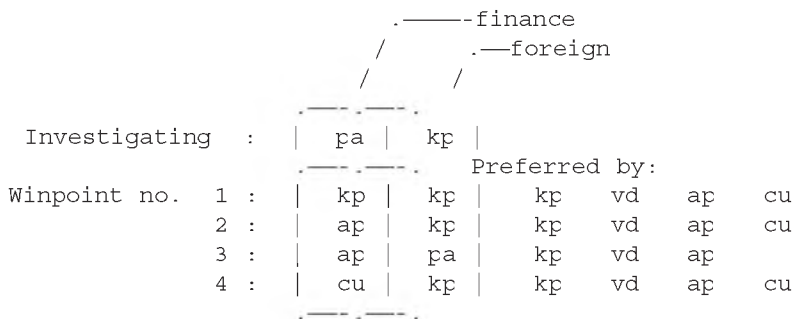 .-----finance
/ .---foreign
/ /
.----.----.
Investigating : | pa | kp |
.----.----. Preferred by:
Winpoint no. 1 : | kp | kp | kp vd ap cu
2 : | ap | kp | kp vd ap cu
3 : | ap | pa | kp vd ap
4 : | cu | kp | kp vd ap cu
.----.----.